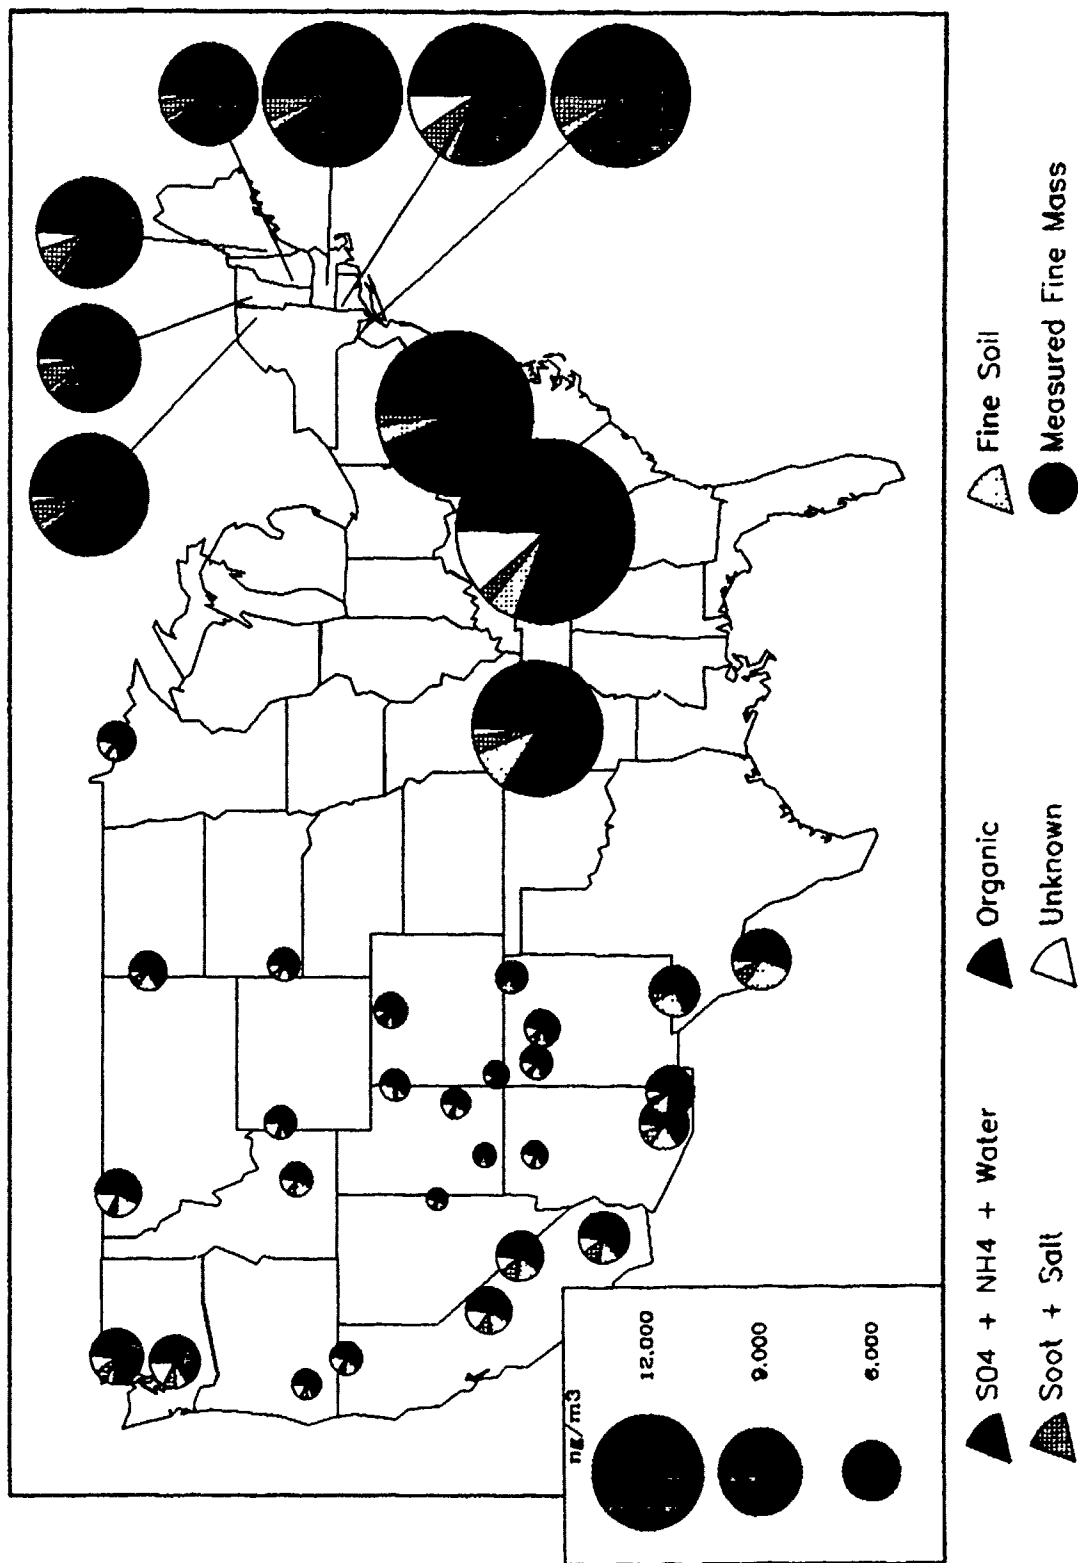 ng/m3
12.000
9.000
6.000
SO4 + NH4 + Water
Organic
Fine Soil
Soot + Salt
Unknown
Measured Fine Mass